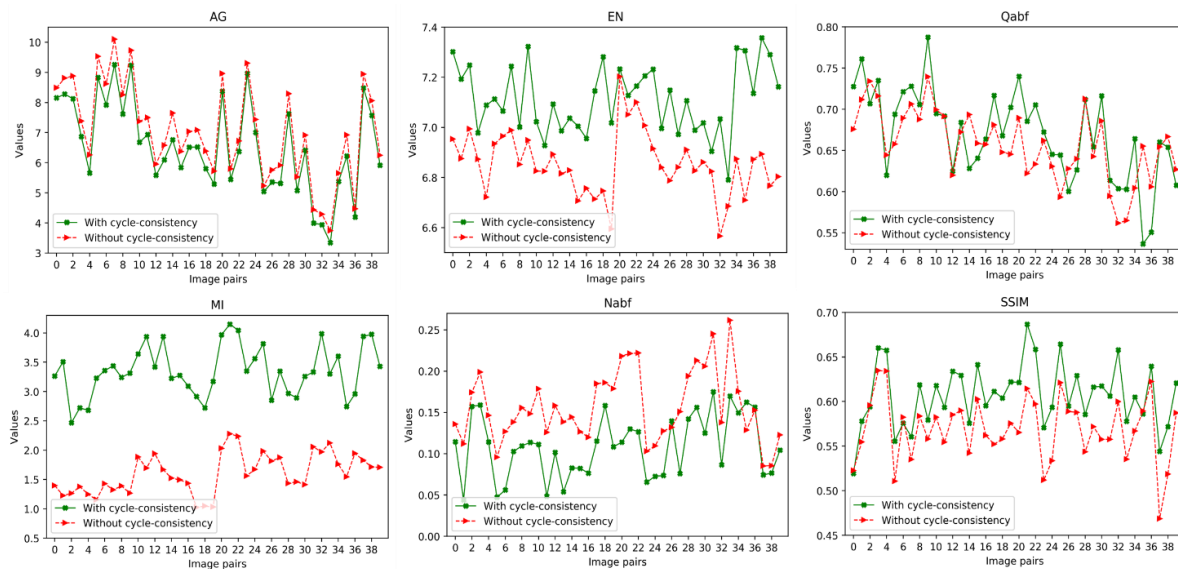 AG
Values
10
9
8
7
6
5
4
3
With cycle-consistency
Without cycle-consistency
0 2 4 6 8 10 12 14 16 18 20 22 24 26 28 30 32 34 36 38
Image pairs
EN
Values
7.4
7.2
7.0
6.8
6.6
With cycle-consistency
Without cycle-consistency
0 2 4 6 8 10 12 14 16 18 20 22 24 26 28 30 32 34 36 38
Image pairs
Qabf
Values
0.80
0.75
0.70
0.65
0.60
0.55
With cycle-consistency
Without cycle-consistency
0 2 4 6 8 10 12 14 16 18 20 22 24 26 28 30 32 34 36 38
Image pairs
MI
Values
4.0
3.5
3.0
2.5
2.0
1.5
1.0
0.5
With cycle-consistency
Without cycle-consistency
0 2 4 6 8 10 12 14 16 18 20 22 24 26 28 30 32 34 36 38
Image pairs
Nabf
Values
0.25
0.20
0.15
0.10
0.05
0.00
With cycle-consistency
Without cycle-consistency
0 2 4 6 8 10 12 14 16 18 20 22 24 26 28 30 32 34 36 38
Image pairs
SSIM
Values
0.70
0.65
0.60
0.55
0.50
0.45
With cycle-consistency
Without cycle-consistency
0 2 4 6 8 10 12 14 16 18 20 22 24 26 28 30 32 34 36 38
Image pairs